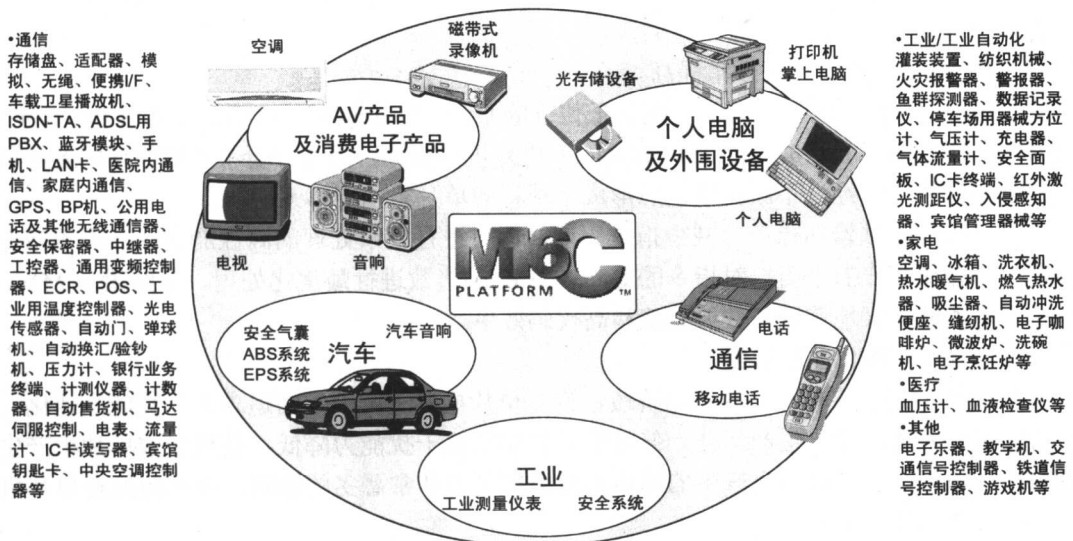 •通信
存储盘、适配器、模
拟、无绳、便携I/F、
车载卫星播放机、
ISDN-TA、ADSL用
PBX、蓝牙模块、手
机、LAN卡、医院内通
信、家庭内通信、
GPS、BP机、公用电
话及其他无线通信器、
安全保密器、中继器、
工控器、通用变频控制
器、ECR、POS、工
业用温度控制器、光电
传感器、自动门、弹球
机、自动换汇/验钞
机、压力计、银行业务
终端、计测仪器、计数
器、自动售货机、马达
伺服控制、电表、流量
计、IC卡读写器、宾馆
钥匙卡、中央空调控制
器等
空调
磁带式
录像机
AV产品
及消费电子产品
电视
音响
光存储设备
打印机
掌上电脑
个人电脑
及外围设备
个人电脑
M16C
PLATFORM
TM
安全气囊
ABS系统
EPS系统
汽车音响
汽车
电话
通信
移动电话
工业
工业测量仪表
安全系统
•工业/工业自动化
灌装装置、纺织机械、
火灾报警器、警报器、
鱼群探测器、数据记录
仪、停车场用器械方位
计、气压计、充电器、
气体流量计、安全面
板、IC卡终端、红外激
光测距仪、入侵感知
器、宾馆管理器械等
•家电
空调、冰箱、洗衣机、
热水暖气机、燃气热水
器、吸尘器、自动冲洗
便座、缝纫机、电子咖
啡炉、微波炉、洗碗
机、电子烹饪炉等
•医疗
血压计、血液检查仪等
•其他
电子乐器、教学机、交
通信号控制器、铁道信
号控制器、游戏机等